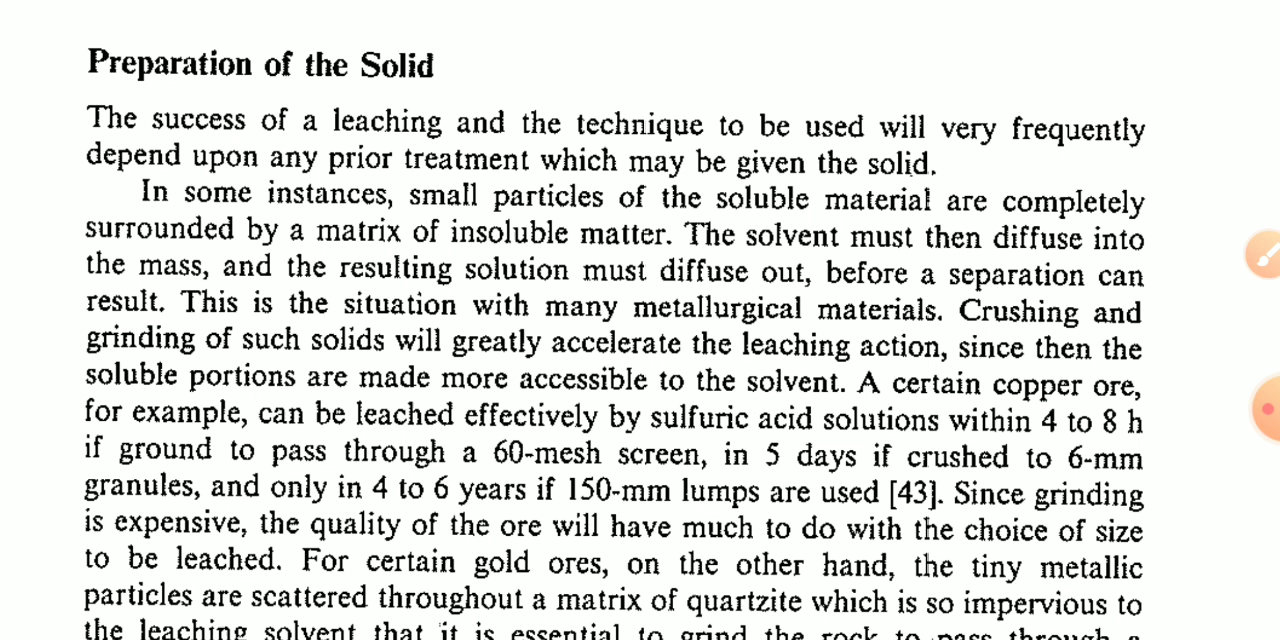 Preparation of the Solid
The success of a leaching and the technique to be used will very frequently
depend upon any prior treatment which may be given the solid.
In some instances, small particles of the soluble material are completely
surrounded by a matrix of insoluble matter. The solvent must then diffuse into
the mass, and the resulting solution must diffuse out, before a separation can
result. This is the situation with many metallurgical materials. Crushing and
grinding of such solids will greatly accelerate the leaching action, since then the
soluble portions are made more accessible to the solvent. A certain copper ore,
for example, can be leached effectively by sulfuric acid solutions within 4 to 8 h
if ground to pass through a 60-mesh screen, in 5 days if crushed to 6-mm
granules, and only in 4 to 6 years if 150-mm lumps are used [43]. Since grinding
is expensive, the quality of the ore will have much to do with the choice of size
to be leached. For certain gold ores, on the other hand, the tiny metallic
particles are scattered throughout a matrix of quartzite which is so impervious to
the leaching solvent that it is essential to grind the rock to pass through a